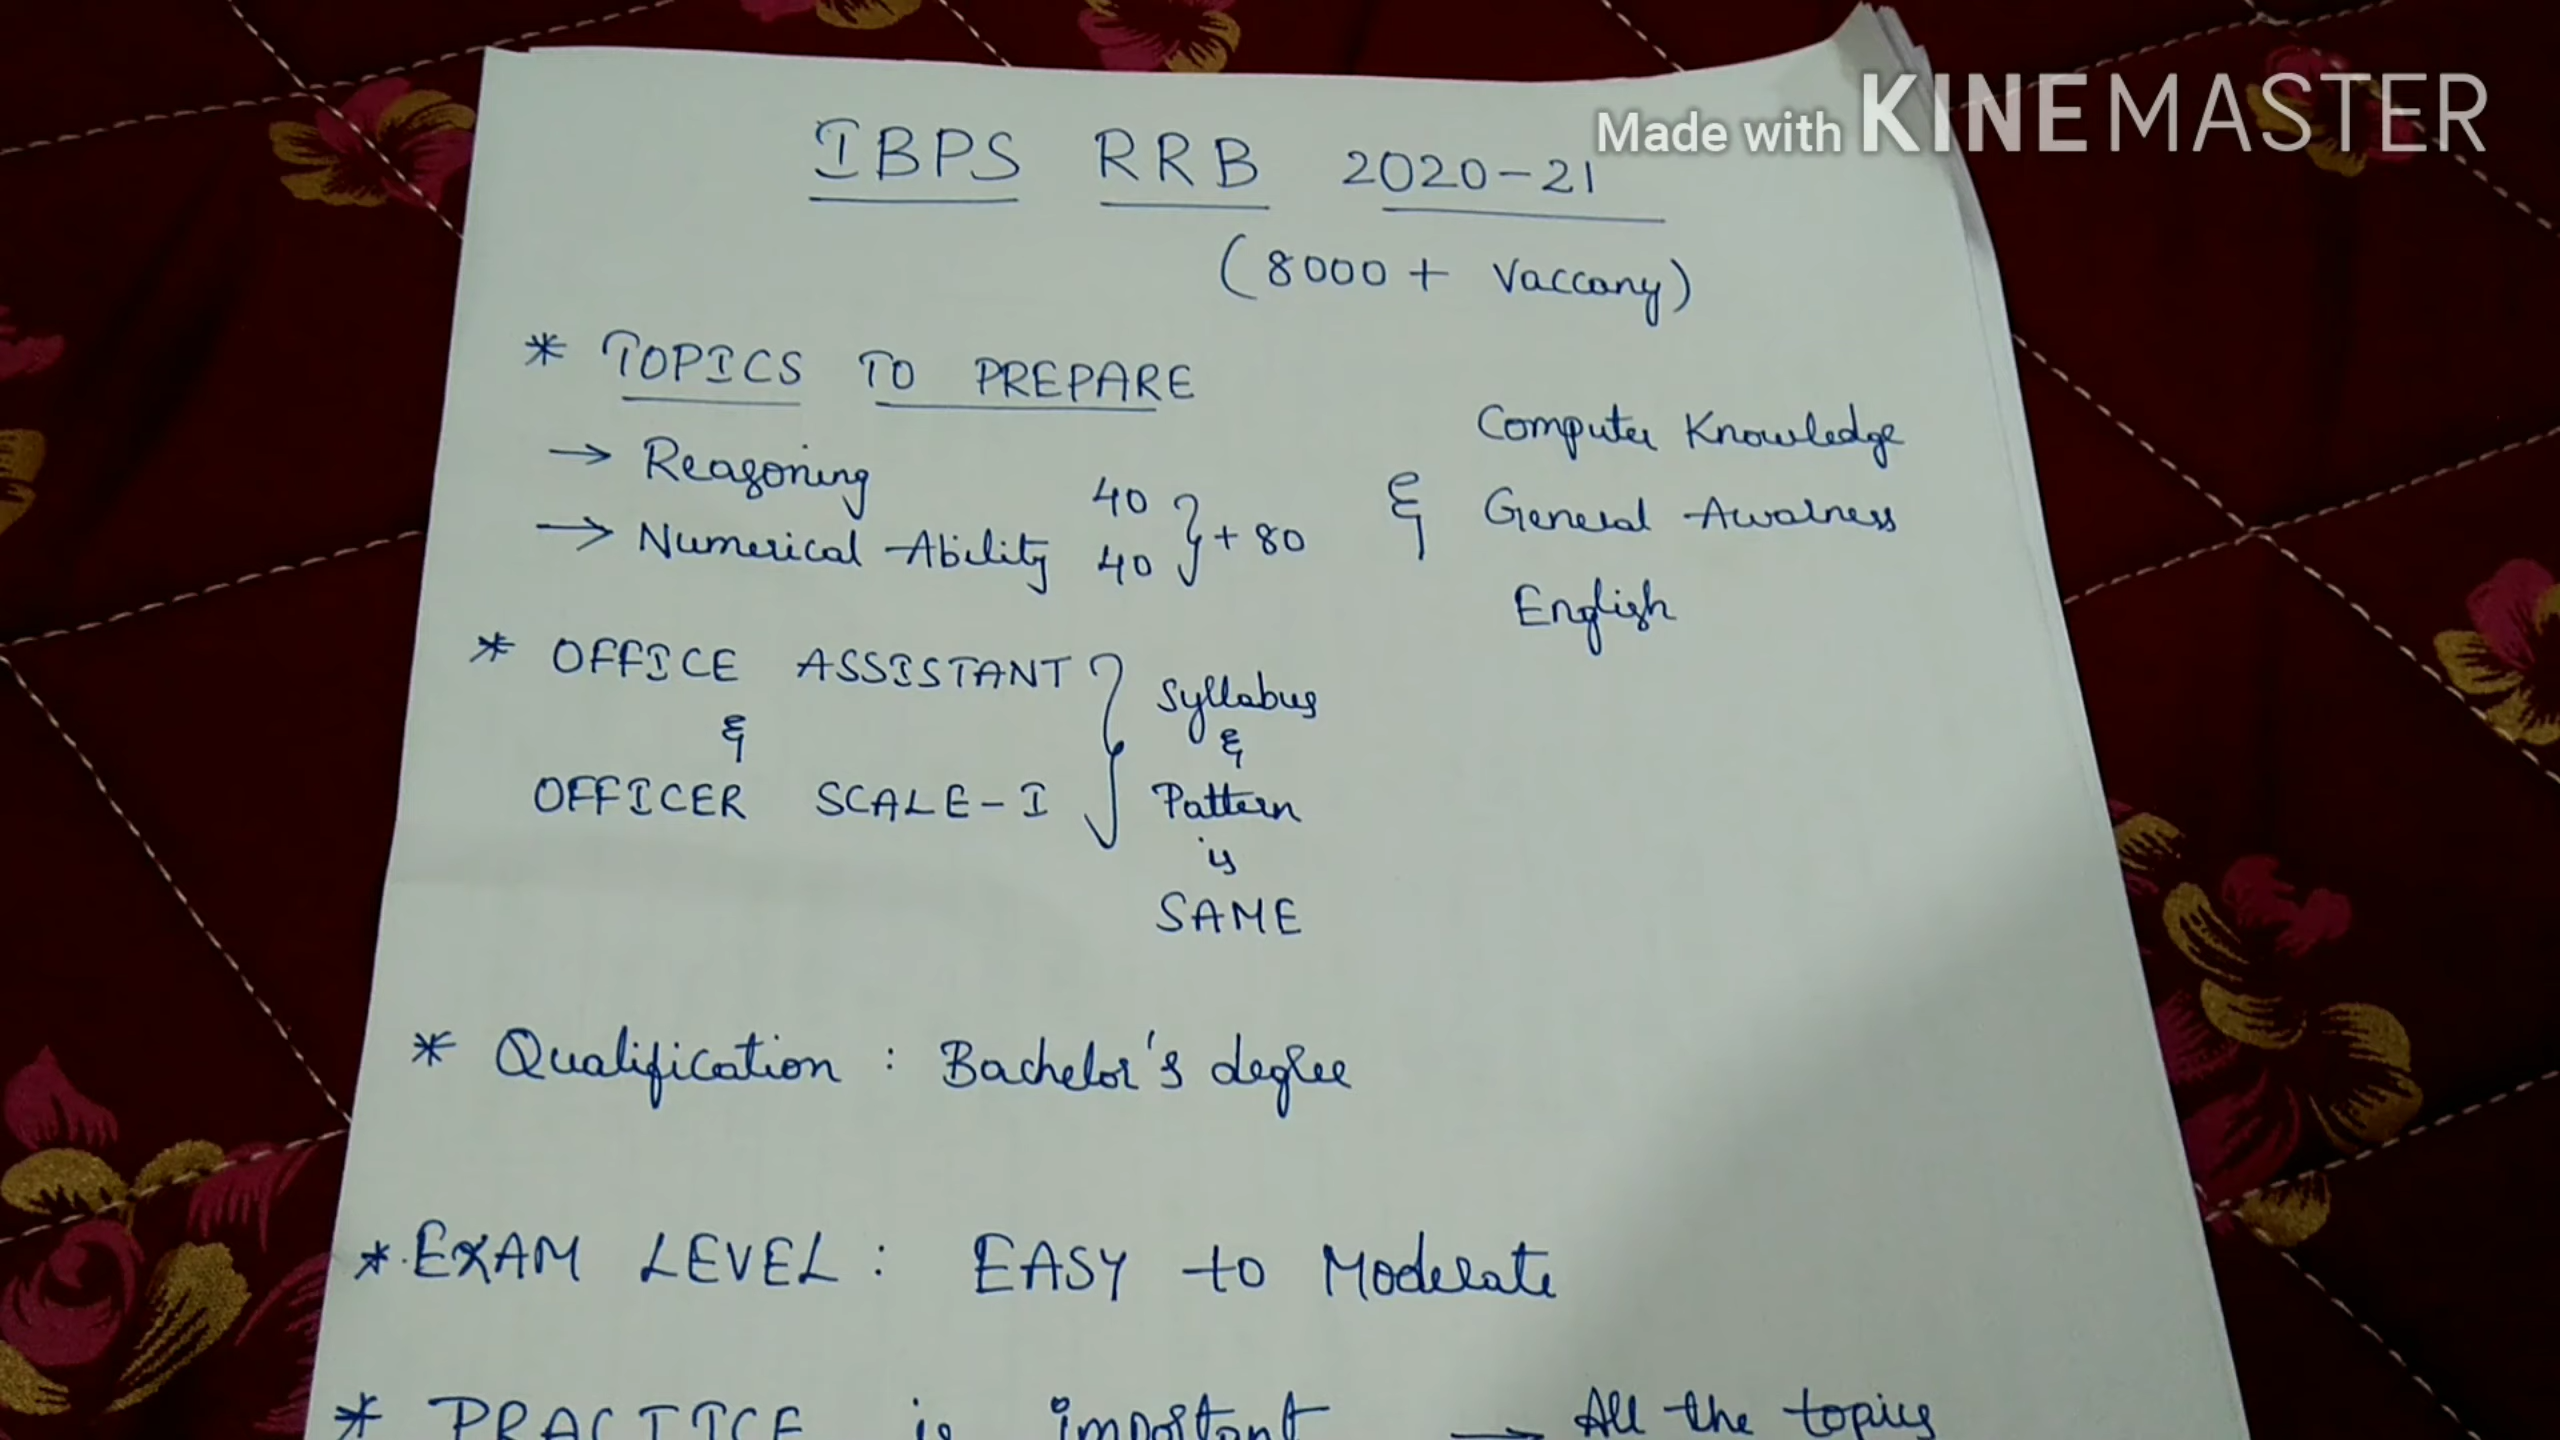 Made with KINEMASTER
IBPS RRB 2020-21
(8000 + Vaccany)
* TOPICS TO PREPARE
→ Reasoning 40
→ Numerical Ability 40 } + 80
& Computer Knowledge
General Awarness
English
* OFFICE ASSISTANT
&
OFFICER SCALE-I
} Syllabus
&
Pattern
is
SAME
* Qualification : Bachelor's degree
* EXAM LEVEL : EASY to Moderate
* PRACTICE is important → All the topics